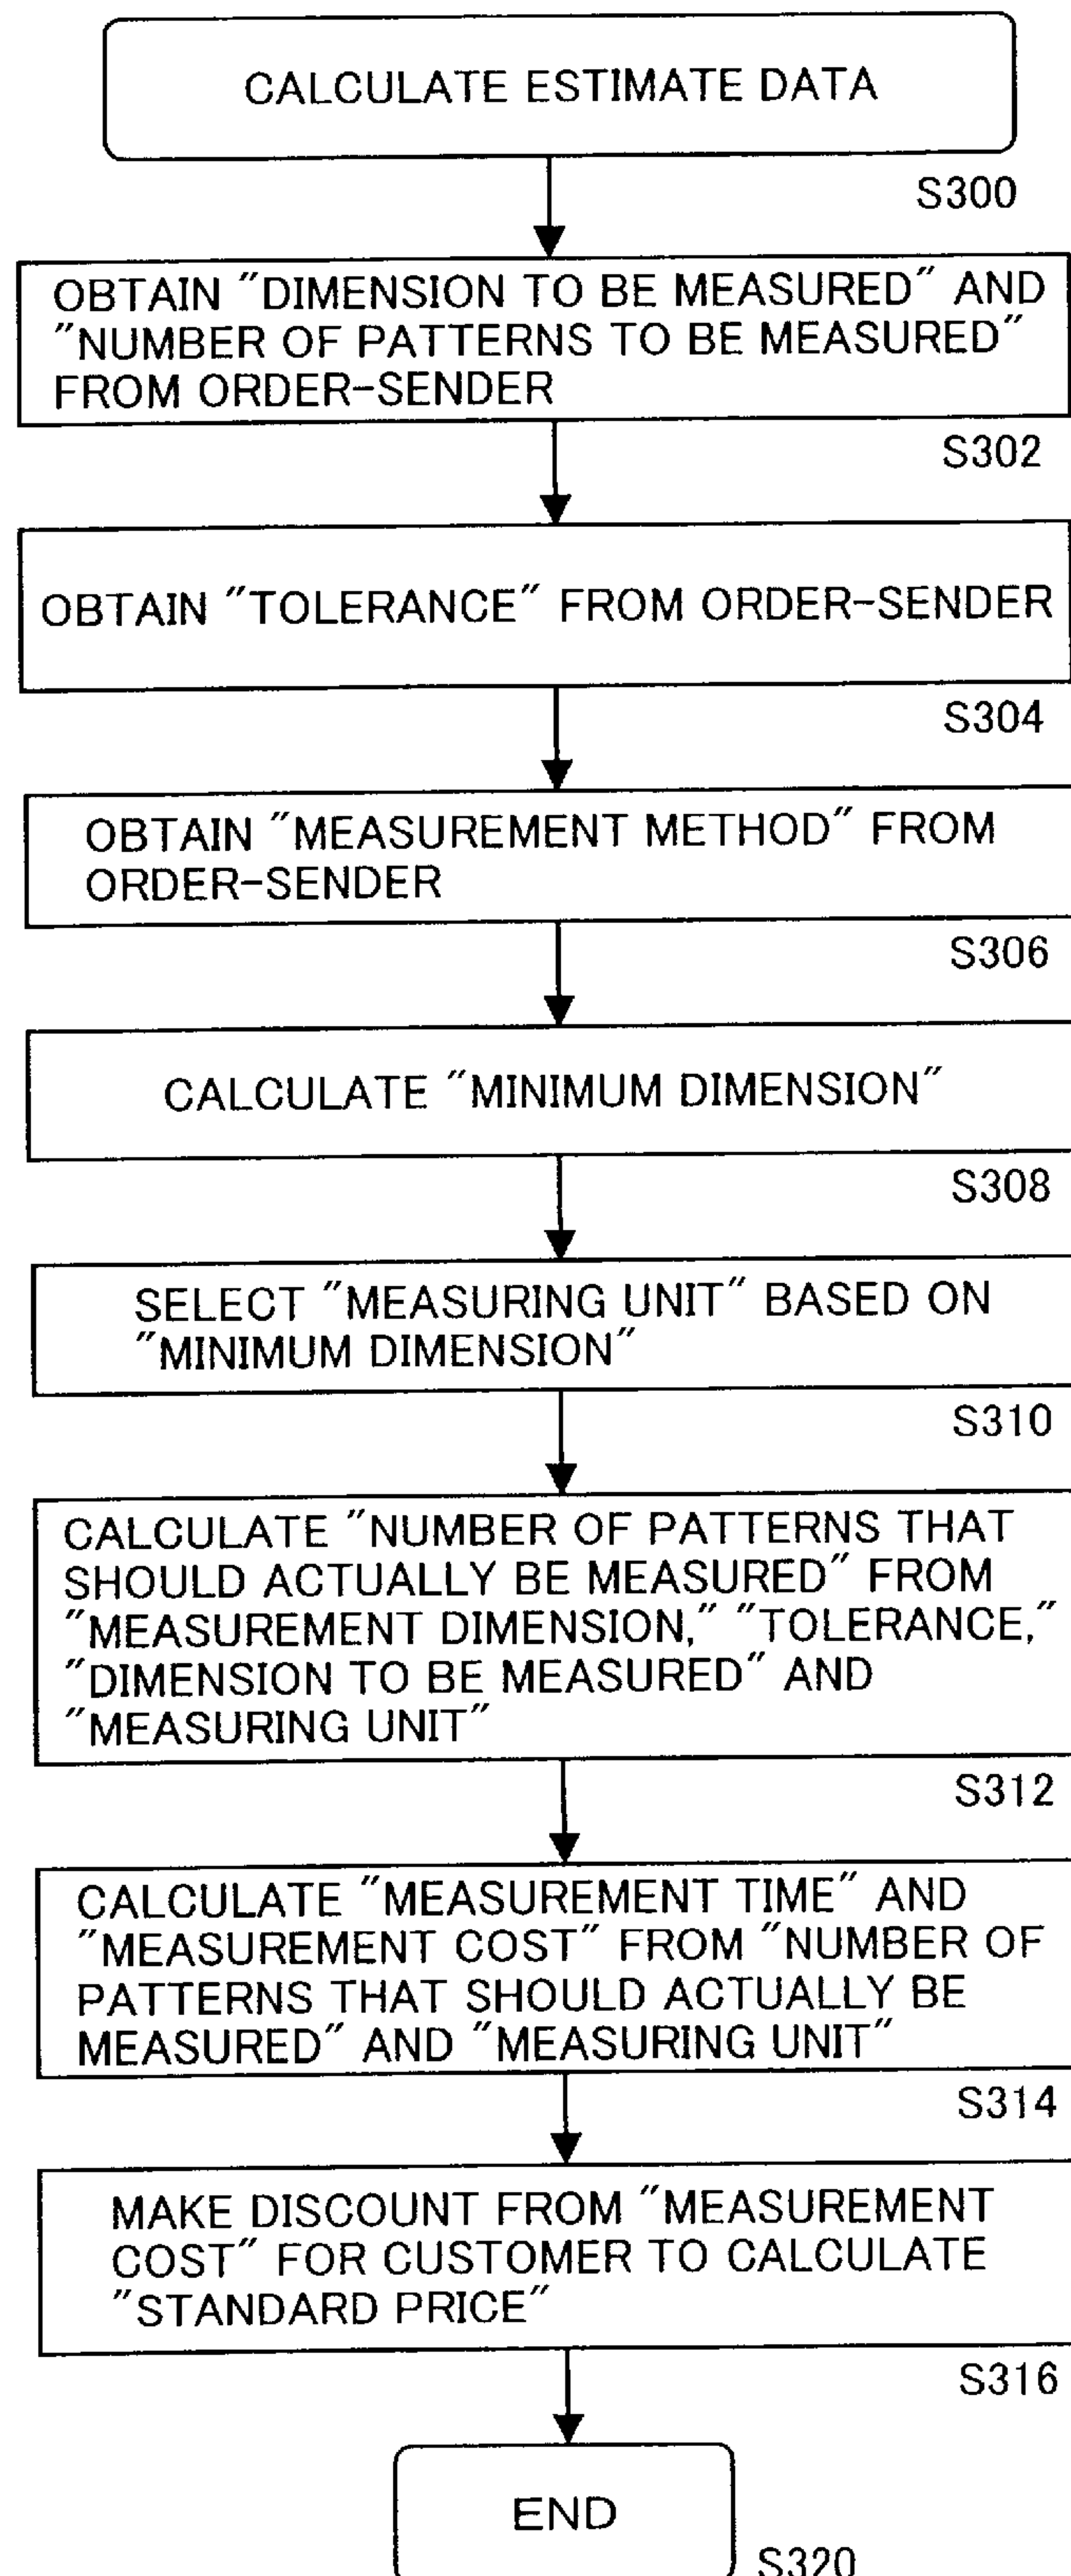 CALCULATE ESTIMATE DATA
S300
OBTAIN "DIMENSION TO BE MEASURED" AND
"NUMBER OF PATTERNS TO BE MEASURED"
FROM ORDER-SENDER
S302
OBTAIN "TOLERANCE" FROM ORDER-SENDER
S304
OBTAIN "MEASUREMENT METHOD" FROM
ORDER-SENDER
S306
CALCULATE "MINIMUM DIMENSION"
S308
SELECT "MEASURING UNIT" BASED ON
"MINIMUM DIMENSION"
S310
CALCULATE "NUMBER OF PATTERNS THAT
SHOULD ACTUALLY BE MEASURED" FROM
"MEASUREMENT DIMENSION," "TOLERANCE,"
"DIMENSION TO BE MEASURED" AND
"MEASURING UNIT"
S312
CALCULATE "MEASUREMENT TIME" AND
"MEASUREMENT COST" FROM "NUMBER OF
PATTERNS THAT SHOULD ACTUALLY BE
MEASURED" AND "MEASURING UNIT"
S314
MAKE DISCOUNT FROM "MEASUREMENT
COST" FOR CUSTOMER TO CALCULATE
"STANDARD PRICE"
S316
END
S320